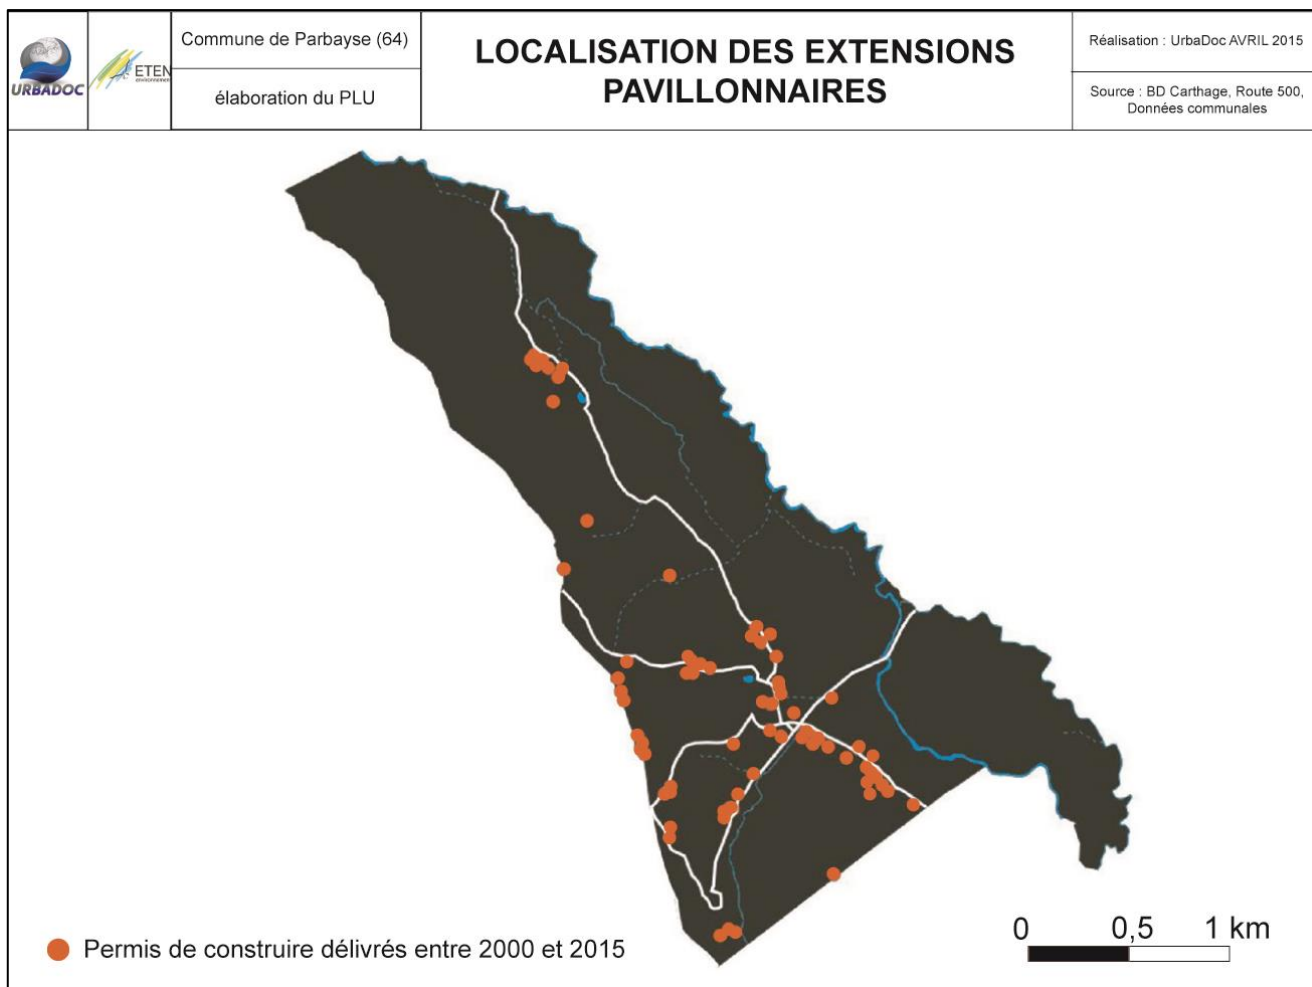 URBADOC
ETEN
environnement
Commune de Parbayse (64)
élaboration du PLU
LOCALISATION DES EXTENSIONS
PAVILLONNAIRES
Réalisation : UrbaDoc AVRIL 2015
Source : BD Carthage, Route 500,
Données communales
Permis de construire délivrés entre 2000 et 2015
0 0,5 1 km